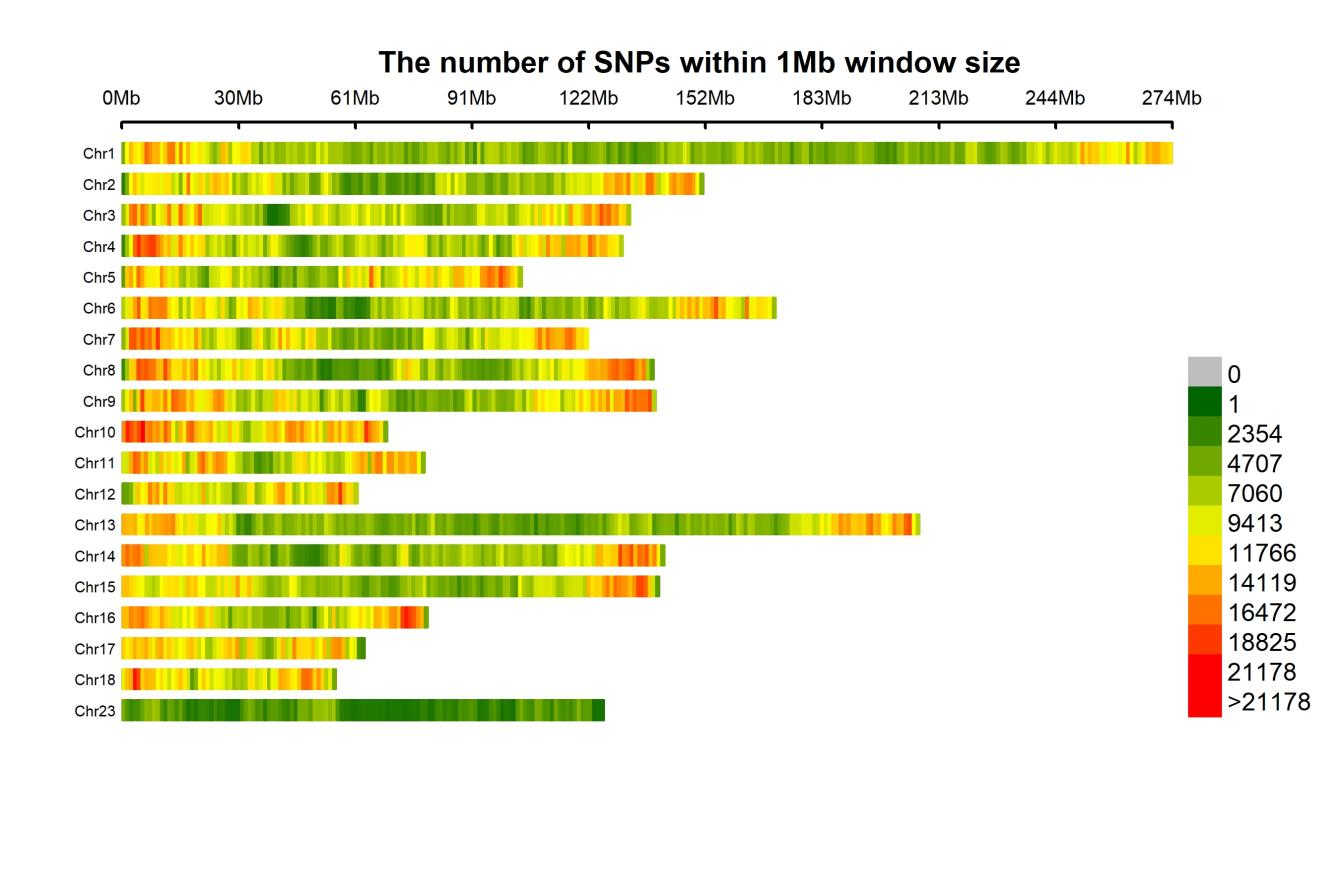 The number of SNPs within 1Mb window size
0Mb 30Mb 61Mb 91Mb 122Mb 152Mb 183Mb 213Mb 244Mb 274Mb
Chr1
Chr2
Chr3
Chr4
Chr5
Chr6
Chr7
Chr8
Chr9
Chr10
Chr11
Chr12
Chr13
Chr14
Chr15
Chr16
Chr17
Chr18
Chr23
0
1
2354
4707
7060
9413
11766
14119
16472
18825
21178
>21178